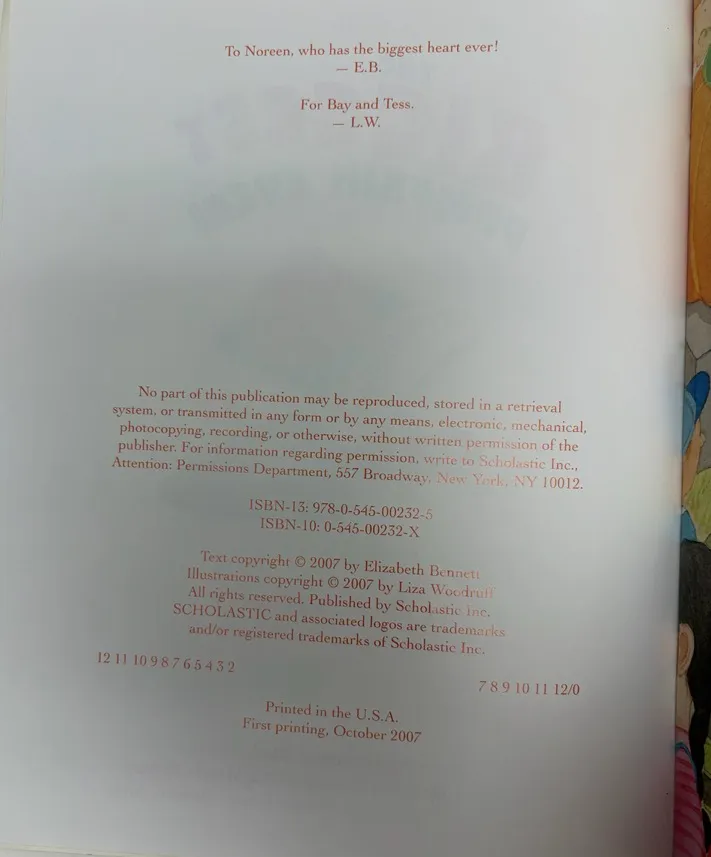 To Noreen, who has the biggest heart ever!
— E.B.
For Bay and Tess.
— L.W.
No part of this publication may be reproduced, stored in a retrieval
system, or transmitted in any form or by any means, electronic, mechanical,
photocopying, recording, or otherwise, without written permission of the
publisher. For information regarding permission, write to Scholastic Inc.,
Attention: Permissions Department, 557 Broadway, New York, NY 10012.
ISBN-13: 978-0-545-00232-5
ISBN-10: 0-545-00232-X
Text copyright © 2007 by Elizabeth Bennett
Illustrations copyright © 2007 by Liza Woodruff
All rights reserved. Published by Scholastic Inc.
SCHOLASTIC and associated logos are trademarks
and/or registered trademarks of Scholastic Inc.
12 11 10 9 8 7 6 5 4 3 2
7 8 9 10 11 12/0
Printed in the U.S.A.
First printing, October 2007